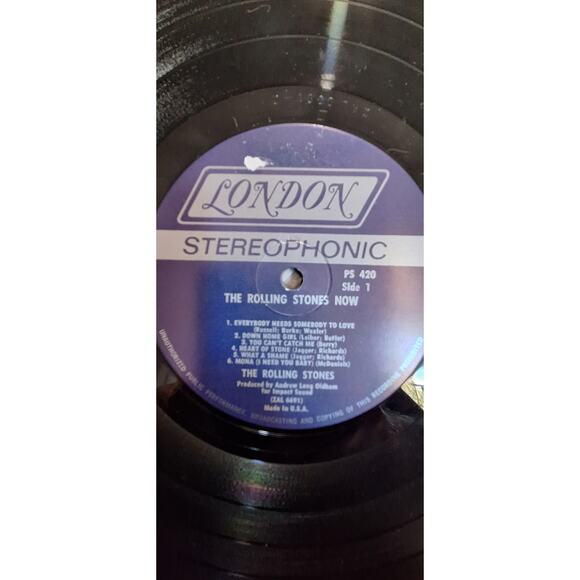 LONDON
STEREOPHONIC
PS 420
Side 1
THE ROLLING STONES NOW
1. EVERYBODY NEEDS SOMEBODY TO LOVE
(Russell; Burke; Wexler)
2. DOWN HOME GIRL (Leiber; Butler)
3. YOU CAN'T CATCH ME (Berry)
4. HEART OF STONE (Jagger; Richards)
5. WHAT A SHAME (Jagger; Richards)
6. MONA (I NEED YOU BABY) (McDaniels)
THE ROLLING STONES
Produced by Andrew Loog Oldham
for Impact Sound
(ZAL 6691)
Made in U.S.A.
UNAUTHORIZED PUBLIC PERFORMANCE, BROADCASTING AND COPYING OF THIS RECORDING PROHIBITED